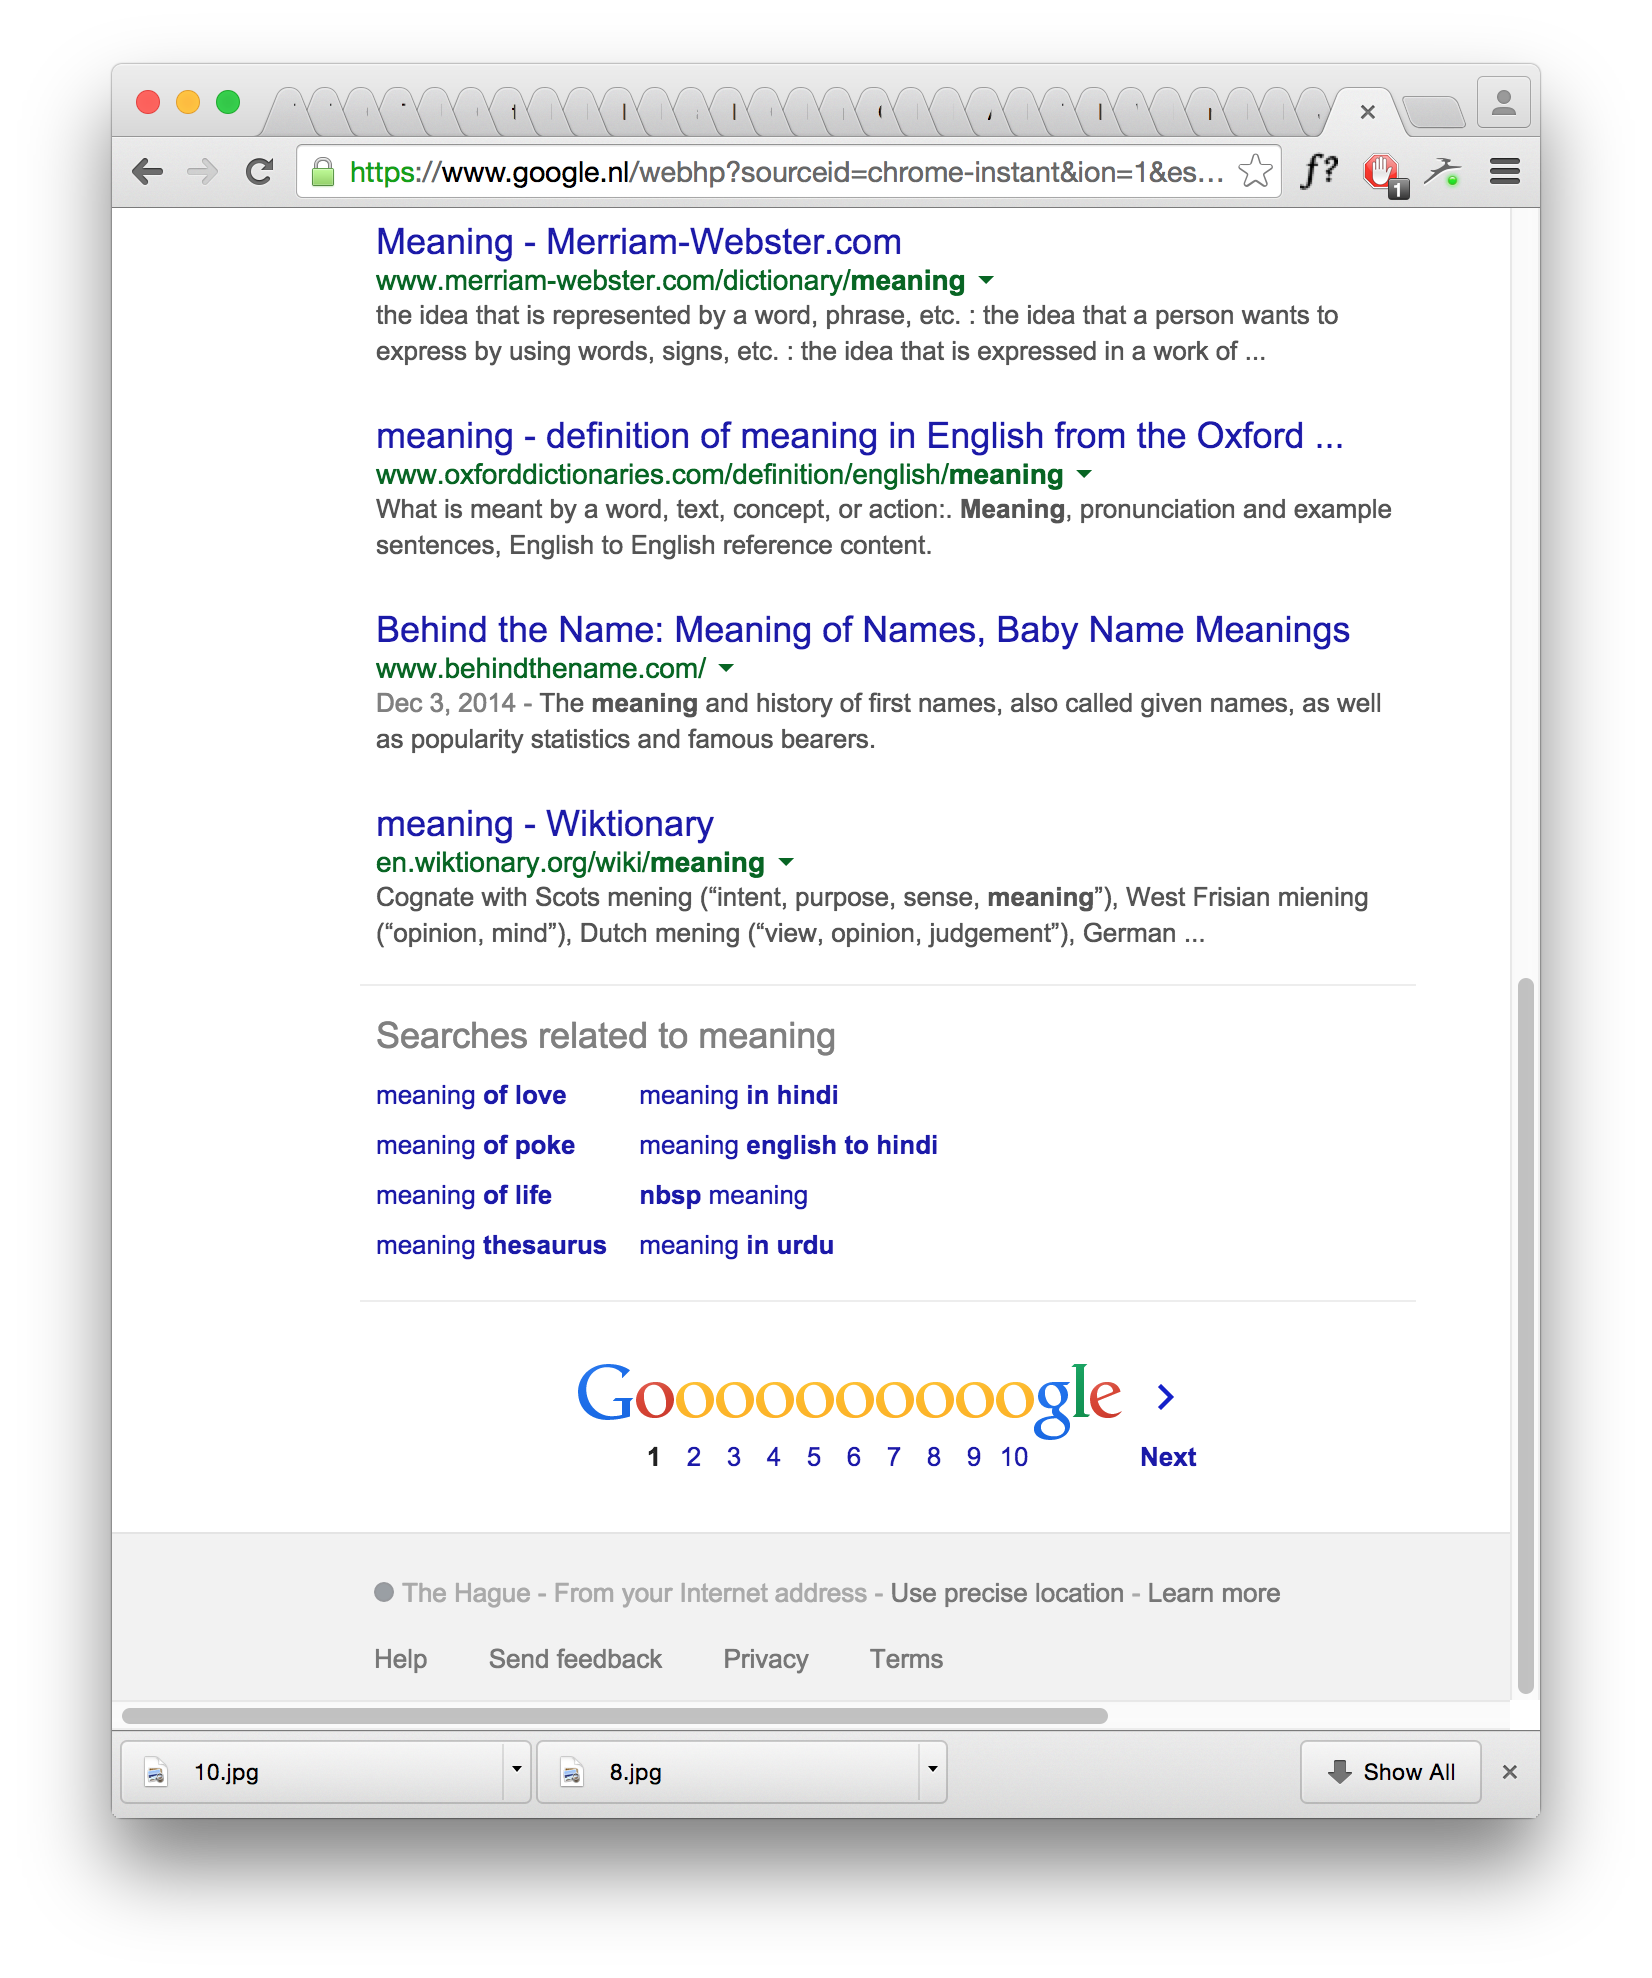 https://www.google.nl/webhp?sourceid=chrome-instant&ion=1&es...
f?
1
Meaning - Merriam-Webster.com
www.merriam-webster.com/dictionary/meaning
the idea that is represented by a word, phrase, etc. : the idea that a person wants to
express by using words, signs, etc. : the idea that is expressed in a work of ...
meaning - definition of meaning in English from the Oxford ...
www.oxforddictionaries.com/definition/english/meaning
What is meant by a word, text, concept, or action:. Meaning, pronunciation and example
sentences, English to English reference content.
Behind the Name: Meaning of Names, Baby Name Meanings
www.behindthename.com/
Dec 3, 2014 - The meaning and history of first names, also called given names, as well
as popularity statistics and famous bearers.
meaning - Wiktionary
en.wiktionary.org/wiki/meaning
Cognate with Scots mening (“intent, purpose, sense, meaning”), West Frisian miening
(“opinion, mind”), Dutch mening (“view, opinion, judgement”), German ...
Searches related to meaning
meaning of love meaning in hindi
meaning of poke meaning english to hindi
meaning of life nbsp meaning
meaning thesaurus meaning in urdu
Goooooooooogle
1 2 3 4 5 6 7 8 9 10 Next
The Hague - From your Internet address - Use precise location - Learn more
Help Send feedback Privacy Terms
10.jpg 8.jpg Show All